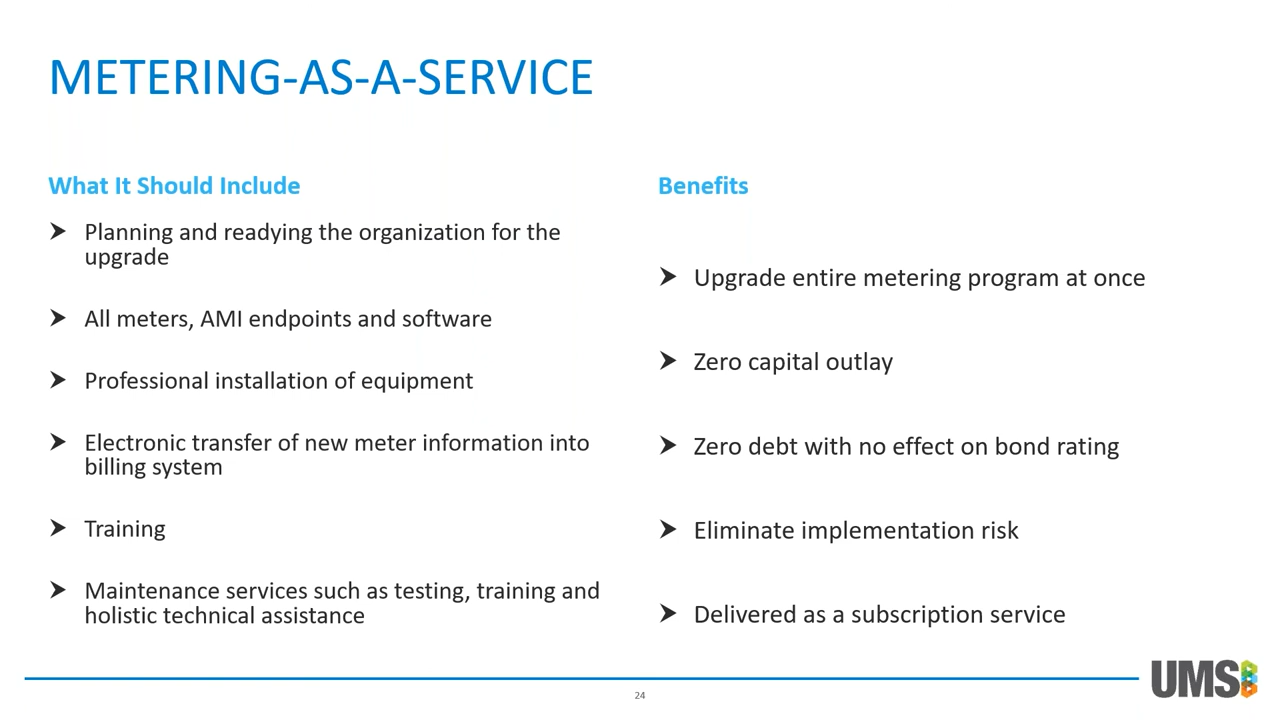 METERING-AS-A-SERVICE
What It Should Include
➤ Planning and readying the organization for the
upgrade
➤ All meters, AMI endpoints and software
➤ Professional installation of equipment
➤ Electronic transfer of new meter information into
billing system
➤ Training
➤ Maintenance services such as testing, training and
holistic technical assistance
Benefits
➤ Upgrade entire metering program at once
➤ Zero capital outlay
➤ Zero debt with no effect on bond rating
➤ Eliminate implementation risk
➤ Delivered as a subscription service
24
UMS